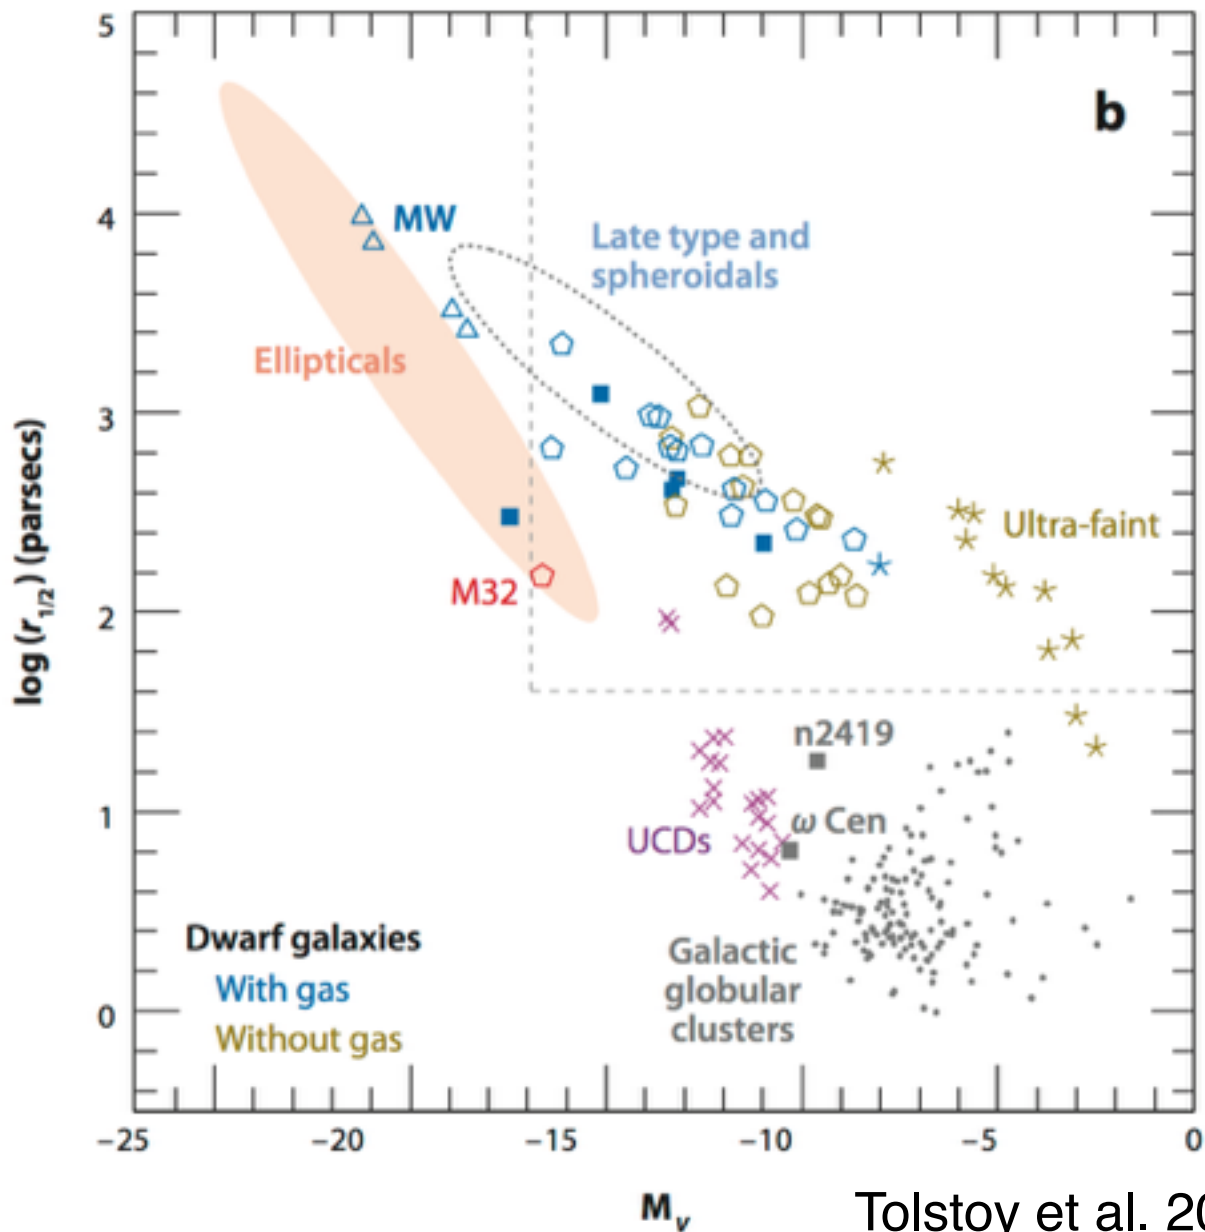 5
b
4
MW
Late type and
spheroidals
Ellipticals
3
log (r1/2) (parsecs)
Ultra-faint
M32
2
n2419
1
ω Cen
UCDs
Dwarf galaxies
With gas
Without gas
Galactic
globular
clusters
0
−25 −20 −15 −10 −5 0
Mv
Tolstoy et al. 20